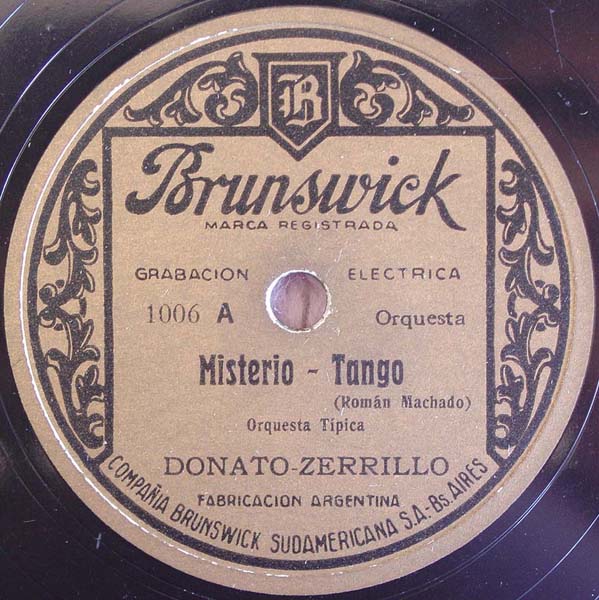 B
Brunswick
MARCA REGISTRADA
GRABACION ELECTRICA
1006 A Orquesta
Misterio - Tango
(Román Machado)
Orquesta Típica
DONATO-ZERRILLO
FABRICACION ARGENTINA
COMPAÑIA BRUNSWICK SUDAMERICANA S.A.-Bs. AIRES